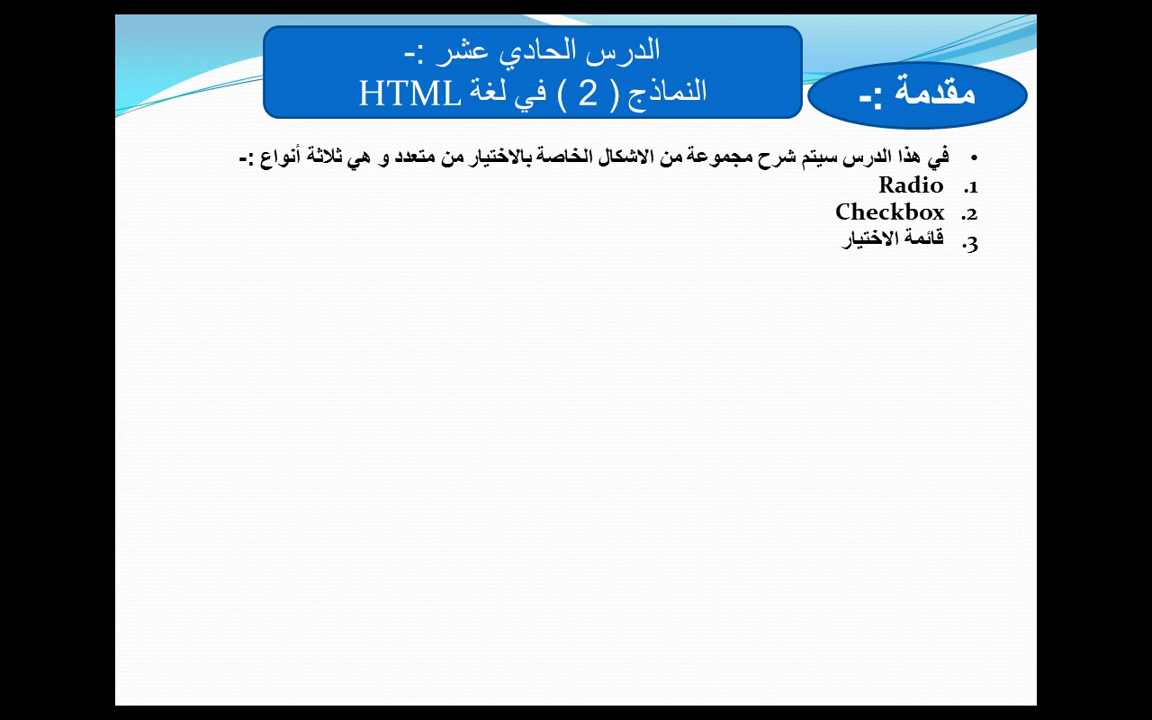 الدرس الحادي عشر :-
النماذج ( 2 ) في لغة HTML
مقدمة :-
• في هذا الدرس سيتم شرح مجموعة من الاشكال الخاصة بالاختيار من متعدد و هي ثلاثة أنواع :-
1. Radio
2. Checkbox
3. قائمة الاختيار